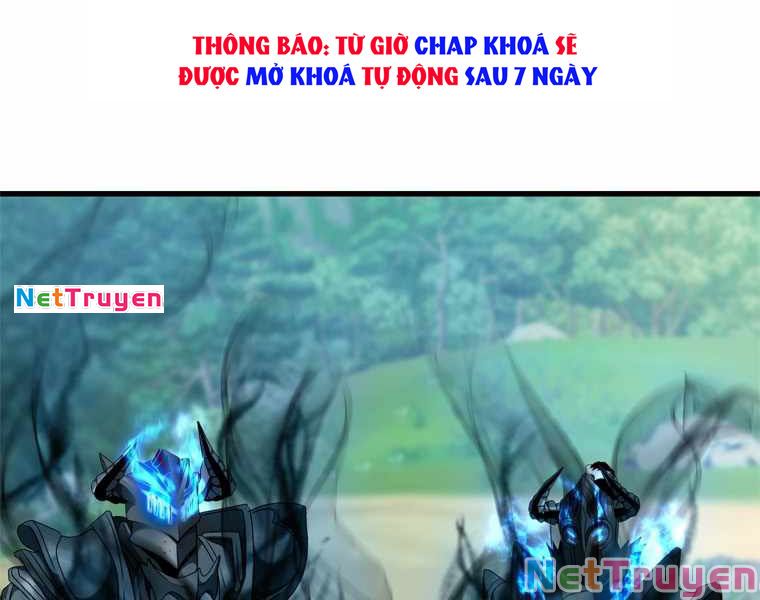 THÔNG BÁO: TỪ GIỜ CHAP KHOÁ SẼ
ĐƯỢC MỞ KHOÁ TỰ ĐỘNG SAU 7 NGÀY
NETTRUYEN
NetTruyen